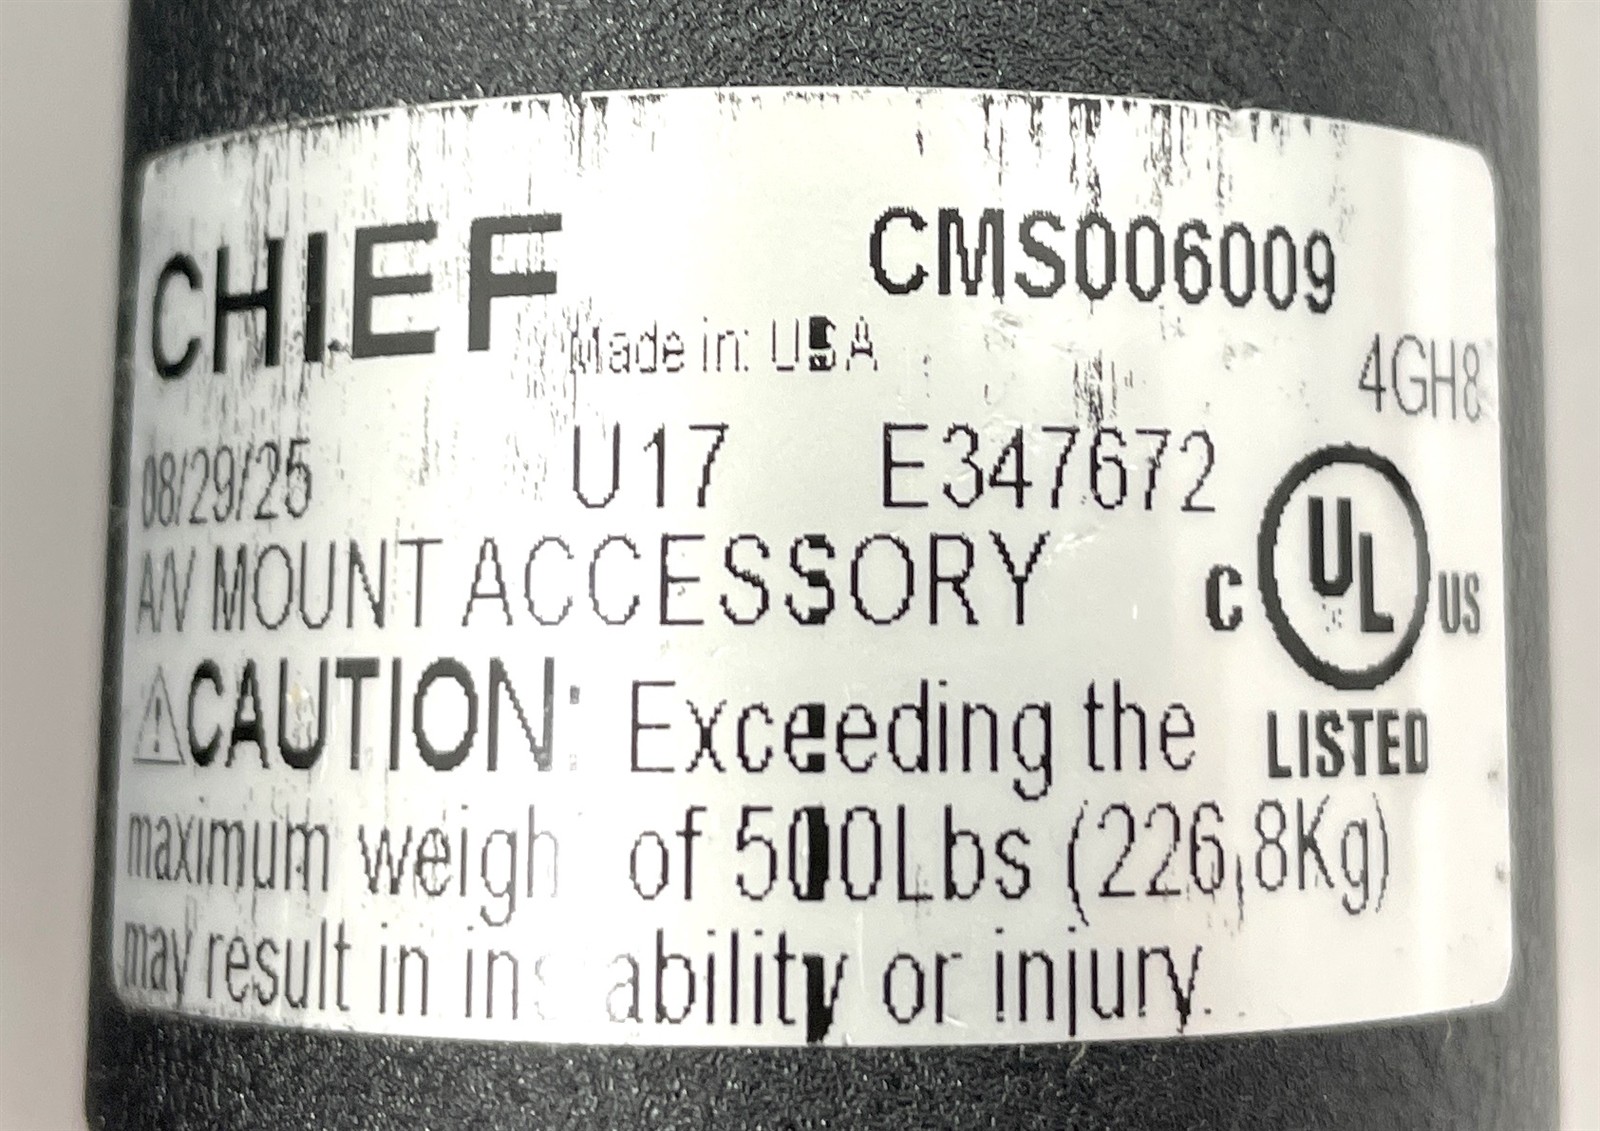 CHIEF CMS006009
Made in: USA
4GH8
08/29/25 U17 E347672
A/V MOUNT ACCESSORY
C UL US
LISTED
⚠CAUTION: Exceeding the
maximum weigh of 500Lbs (226,8Kg)
may result in ins ability or injury.